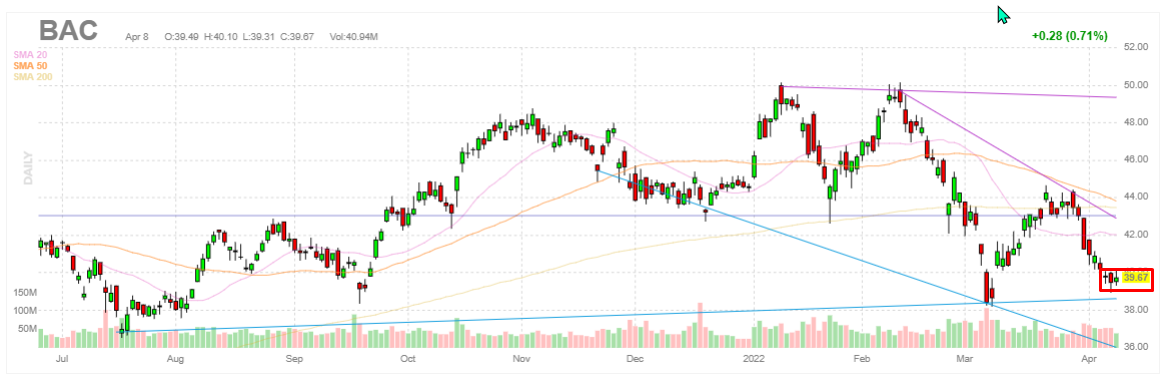 BAC Apr 8 O:39.49 H:40.10 L:39.31 C:39.67 Vol:40.94M +0.28 (0.71%)
SMA 20
SMA 50
SMA 200
DAILY
52.00
50.00
48.00
46.00
44.00
42.00
39.67
38.00
36.00
150M
100M
50M
Jul Aug Sep Oct Nov Dec 2022 Feb Mar Apr